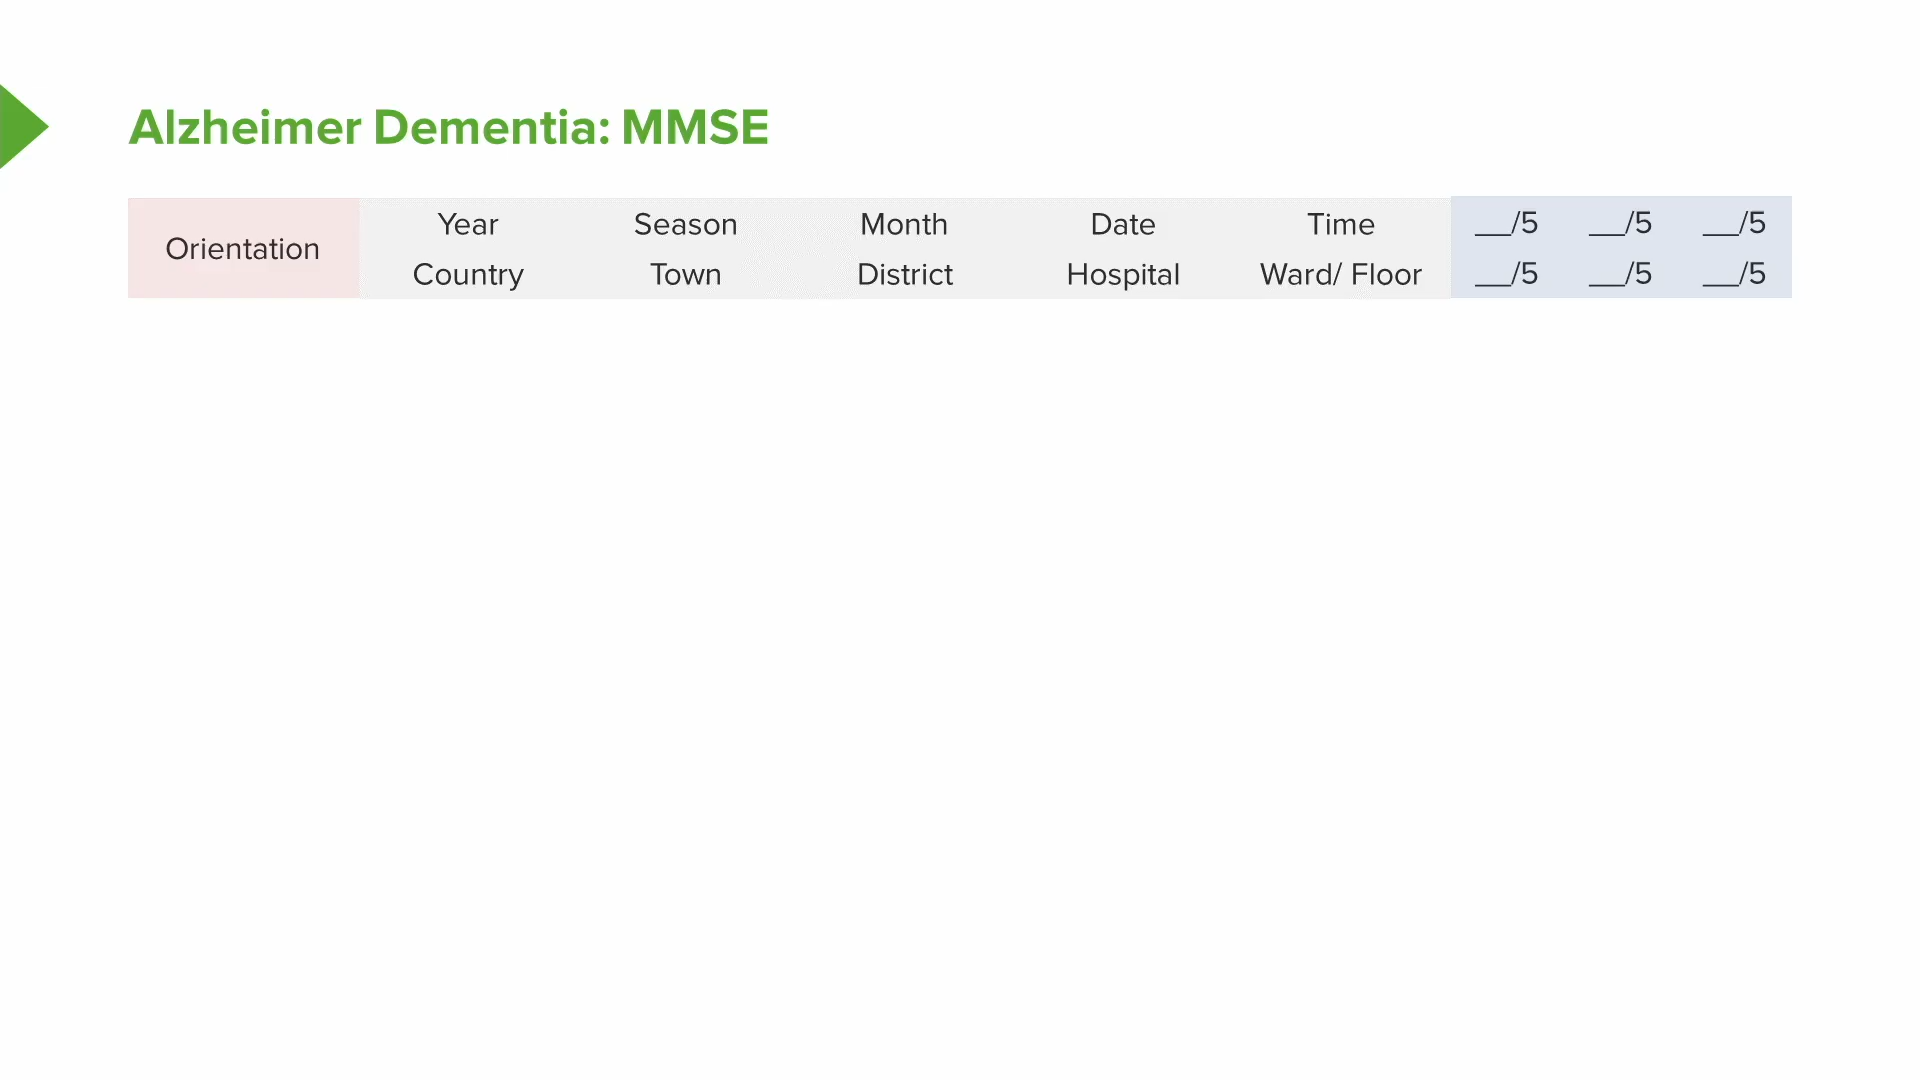 Alzheimer Dementia: MMSE
Orientation
Year Season Month Date Time __/5 __/5 __/5
Country Town District Hospital Ward/ Floor __/5 __/5 __/5